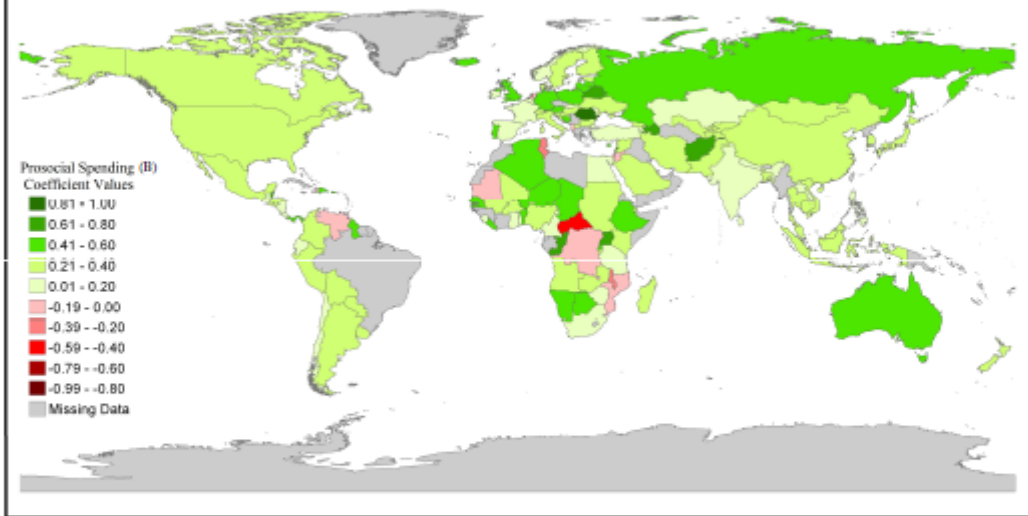 Prosocial Spending (B)
Coefficient Values
0.81 - 1.00
0.61 - 0.80
0.41 - 0.60
0.21 - 0.40
0.01 - 0.20
-0.19 - 0.00
-0.39 - -0.20
-0.59 - -0.40
-0.79 - -0.60
-0.99 - -0.80
Missing Data